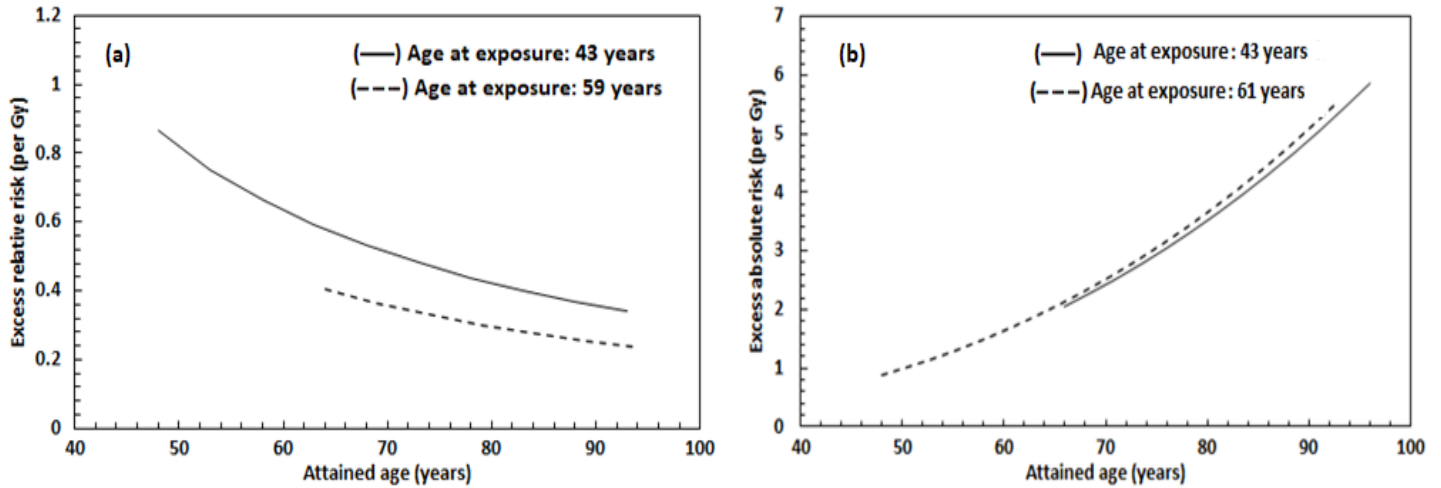 (a)
(——) Age at exposure: 43 years
(- - - -) Age at exposure: 59 years
Excess relative risk (per Gy)
1.2
1
0.8
0.6
0.4
0.2
0
40 50 60 70 80 90 100
Attained age (years)
(b)
(——) Age at exposure: 43 years
(- - - -) Age at exposure: 61 years
Excess absolute risk (per Gy)
7
6
5
4
3
2
1
0
40 50 60 70 80 90 100
Attained age (years)